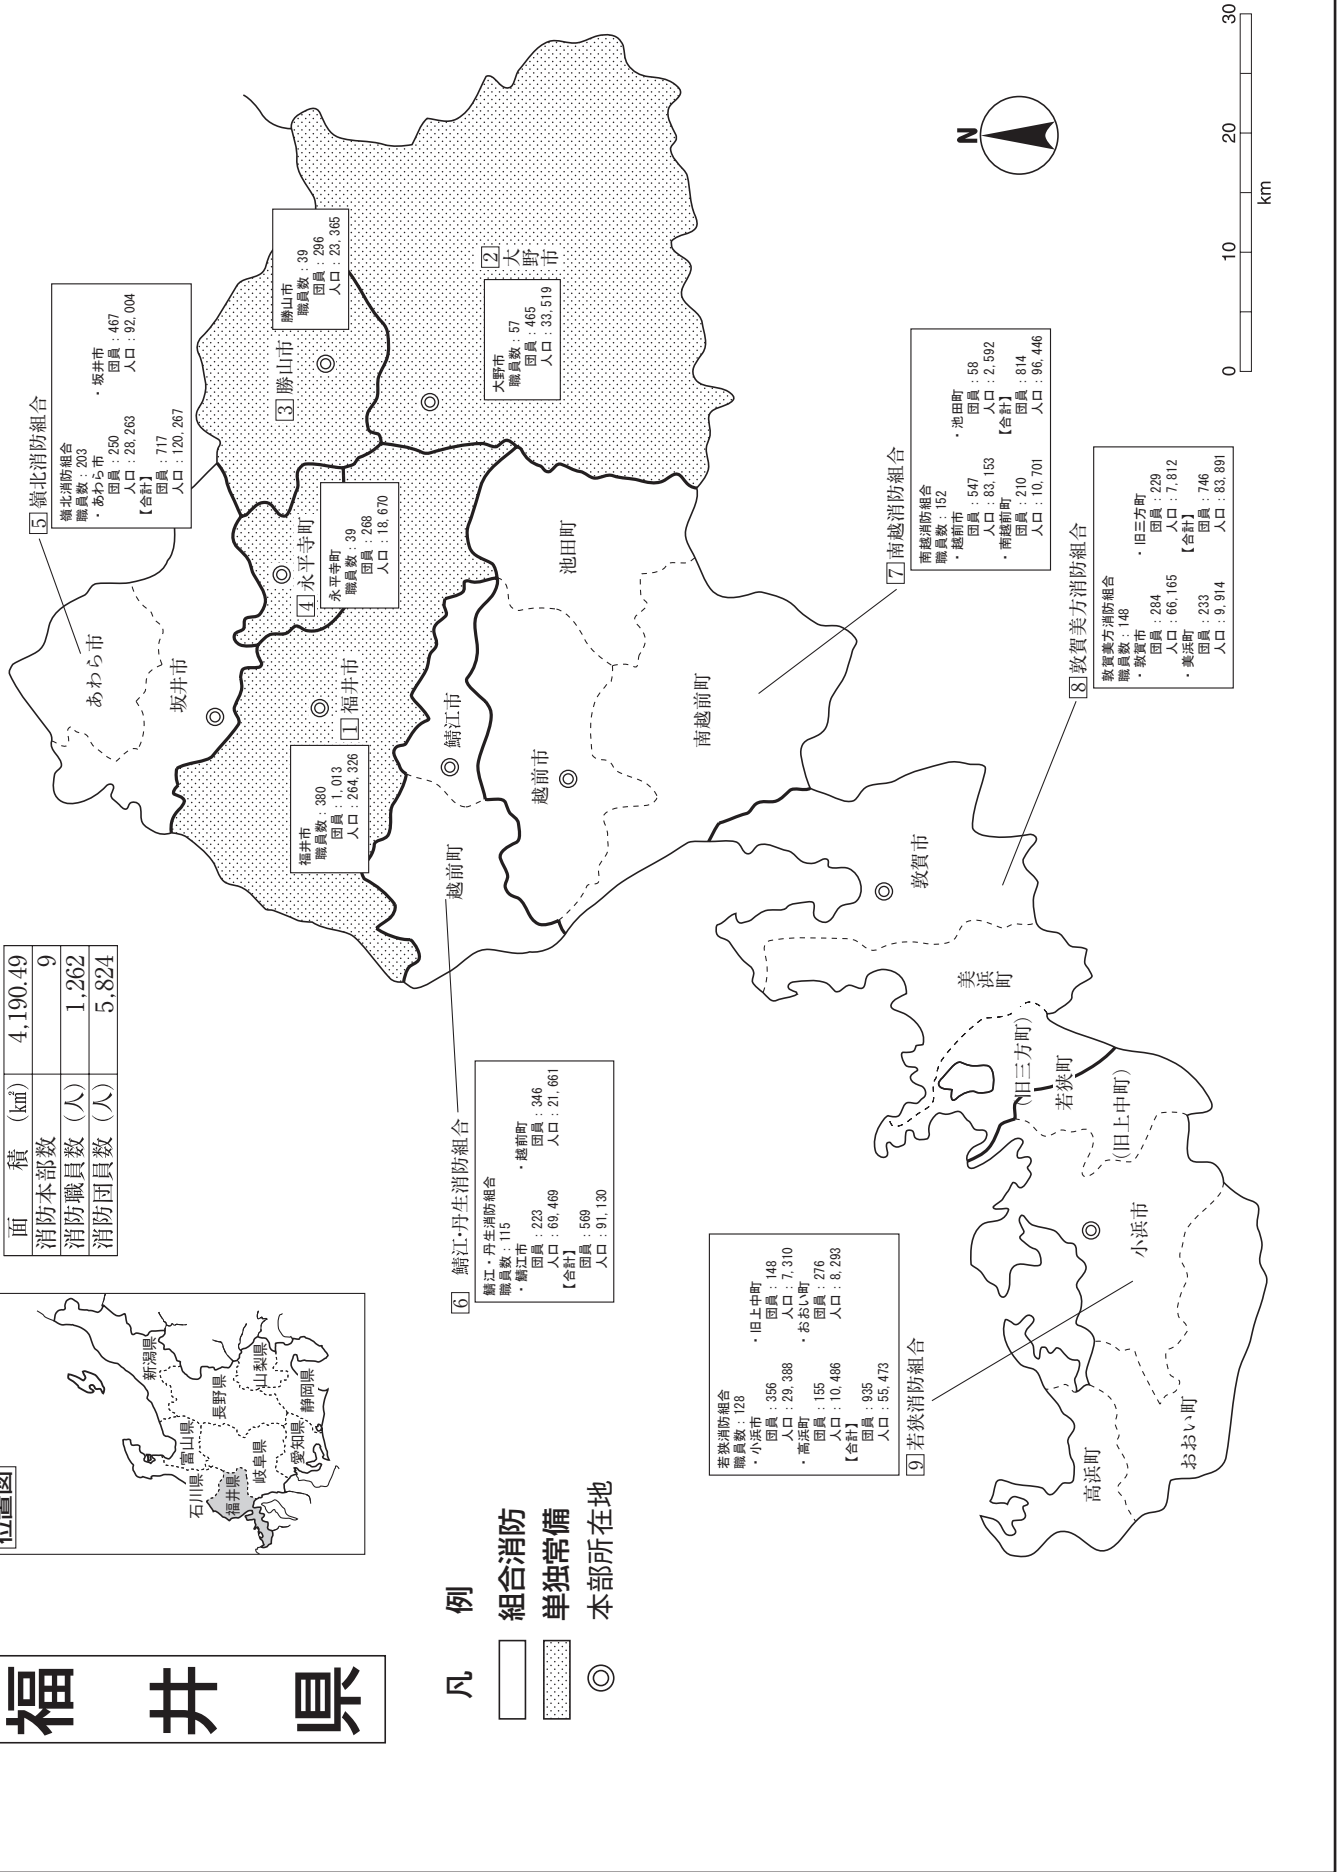 福井県
位置図
新潟県
富山県
石川県
長野県
山梨県
福井県
岐阜県
静岡県
愛知県
面 積 (km²) 4,190.49
消防本部数 9
消防職員数 (人) 1,262
消防団員数 (人) 5,824
凡 例
組合消防
単独常備
本部所在地
5 嶺北消防組合
嶺北消防組合
職員数：203
・あわら市 ・坂井市
団員：250 団員：467
人口：28,263 人口：92,004
【合計】
団員：717
人口：120,267
あわら市
坂井市
3 勝山市
勝山市
職員数：39
団員：296
人口：23,365
4 永平寺町
永平寺町
職員数：39
団員：268
人口：18,670
1 福井市
福井市
職員数：380
団員：1,013
人口：264,326
2 大野市
大野市
職員数：57
団員：465
人口：33,519
鯖江市
越前町
池田町
越前市
南越前町
6 鯖江・丹生消防組合
鯖江・丹生消防組合
職員数：115
・鯖江市 ・越前町
団員：223 団員：346
人口：69,469 人口：21,661
【合計】
団員：569
人口：91,130
7 南越消防組合
南越消防組合
職員数：152
・越前市 ・池田町
団員：547 団員：58
人口：83,153 人口：2,592
・南越前町 【合計】
団員：210 団員：814
人口：10,701 人口：96,446
8 敦賀美方消防組合
敦賀美方消防組合
職員数：148
・敦賀市 ・旧三方町
団員：284 団員：229
人口：66,165 人口：7,812
・美浜町 【合計】
団員：233 団員：746
人口：9,914 人口：83,891
敦賀市
美浜町
(旧三方町)
若狭町
(旧上中町)
小浜市
おおい町
高浜町
若狭消防組合
職員数：128
・小浜市 ・旧上中町
団員：356 団員：148
人口：29,388 人口：7,310
・高浜町 ・おおい町
団員：155 団員：276
人口：10,486 人口：8,293
【合計】
団員：935
人口：55,473
9 若狭消防組合
N
0 10 20 30
km